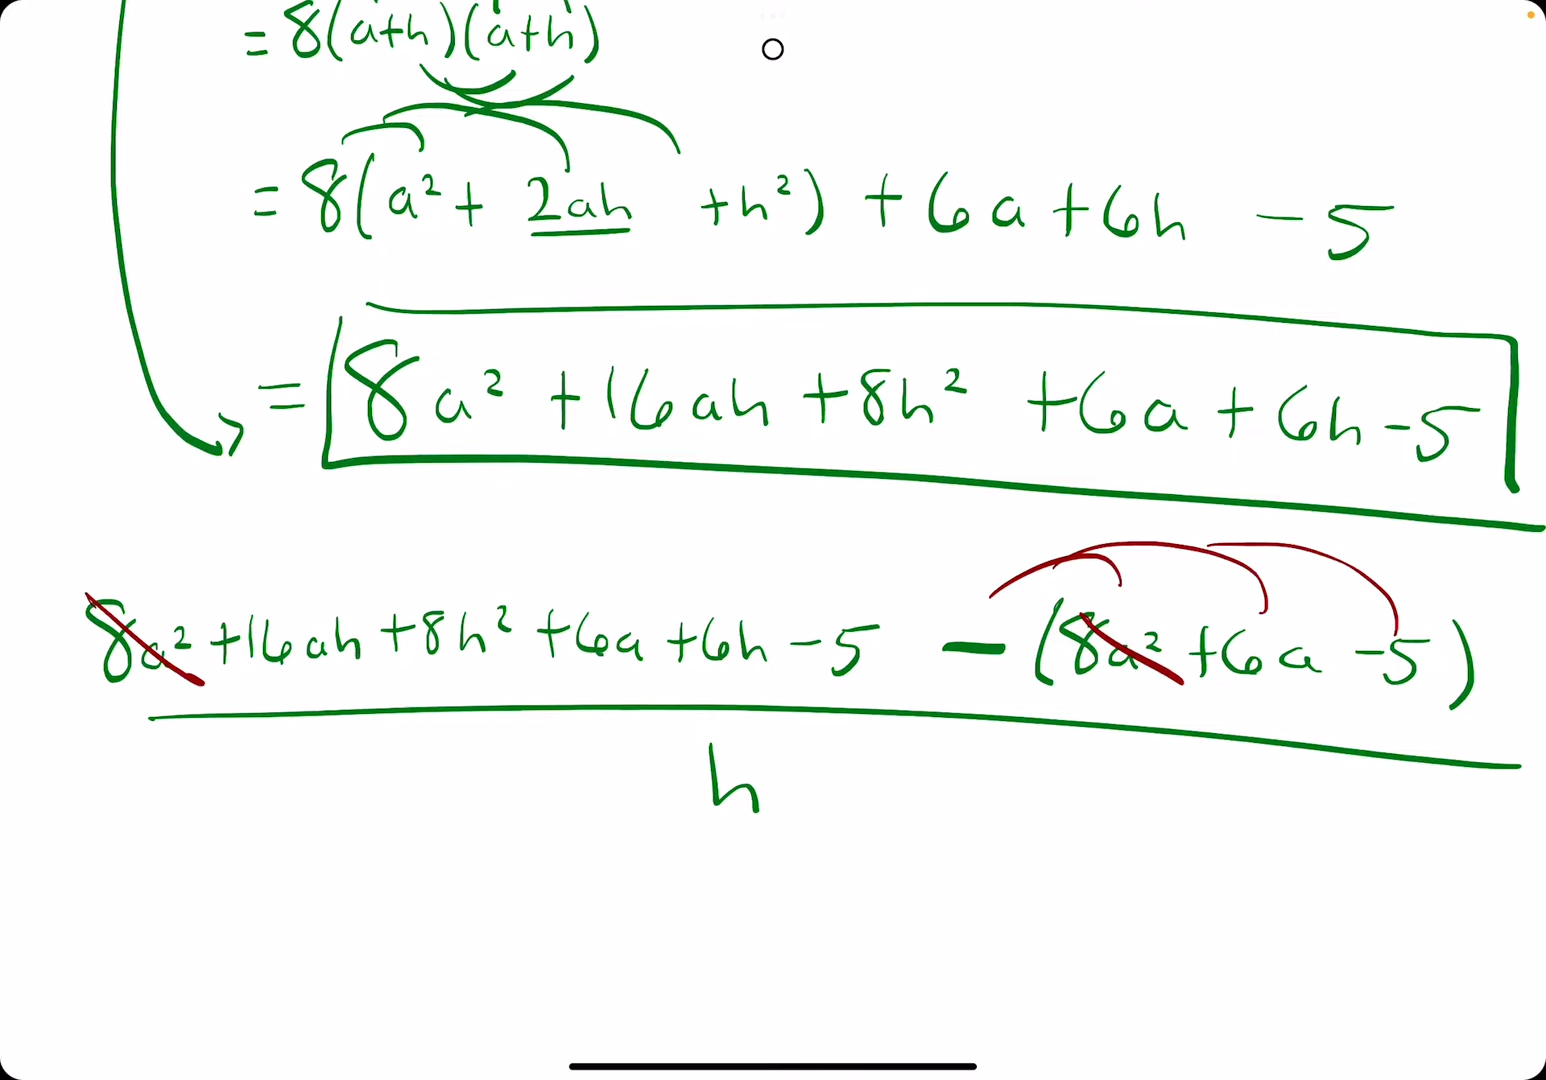 = 8(a+h)(a+h)
= 8(a² + 2ah + h²) + 6a + 6h - 5
= 8a² + 16ah + 8h² + 6a + 6h - 5
8a² + 16ah + 8h² + 6a + 6h - 5 - (8a² + 6a - 5)
h